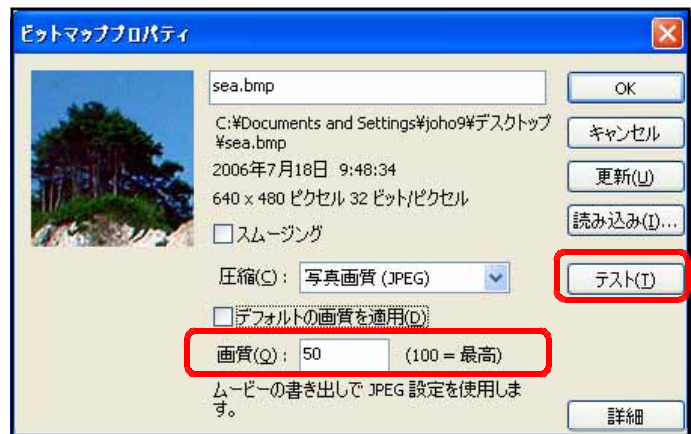 ビットマッププロパティ
sea.bmp
OK
C:¥Documents and Settings¥joho9¥デスクトップ
¥sea.bmp
キャンセル
2006年7月18日 9:48:34
更新(U)
640 x 480 ピクセル 32 ビット/ピクセル
読み込み(I)...
スムージング
圧縮(C)： 写真画質 (JPEG)
テスト(T)
デフォルトの画質を適用(D)
画質(Q)： 50 (100 = 最高)
ムービーの書き出しで JPEG 設定を使用しま
す。
詳細